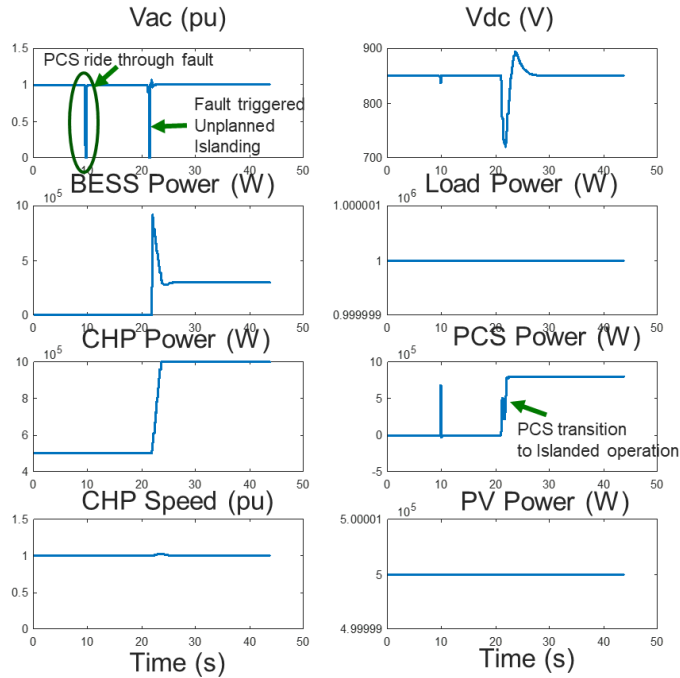 Vac (pu)
Vdc (V)
PCS ride through fault
1.5
1
0.5
0
Fault triggered
Unplanned
Islanding
0 10 20 30 40 50
900
800
700
0 10 20 30 40 50
BESS Power (W)
Load Power (W)
10^5
10
5
0
0 10 20 30 40 50
10^6
1.000001
1
0.999999
0 10 20 30 40 50
CHP Power (W)
PCS Power (W)
10^5
10
8
6
4
0 10 20 30 40 50
10^5
10
5
0
-5
PCS transition
to Islanded operation
0 10 20 30 40 50
CHP Speed (pu)
PV Power (W)
1.5
1
0.5
0
0 10 20 30 40 50
10^5
5.00001
5
4.99999
0 10 20 30 40 50
Time (s)
Time (s)